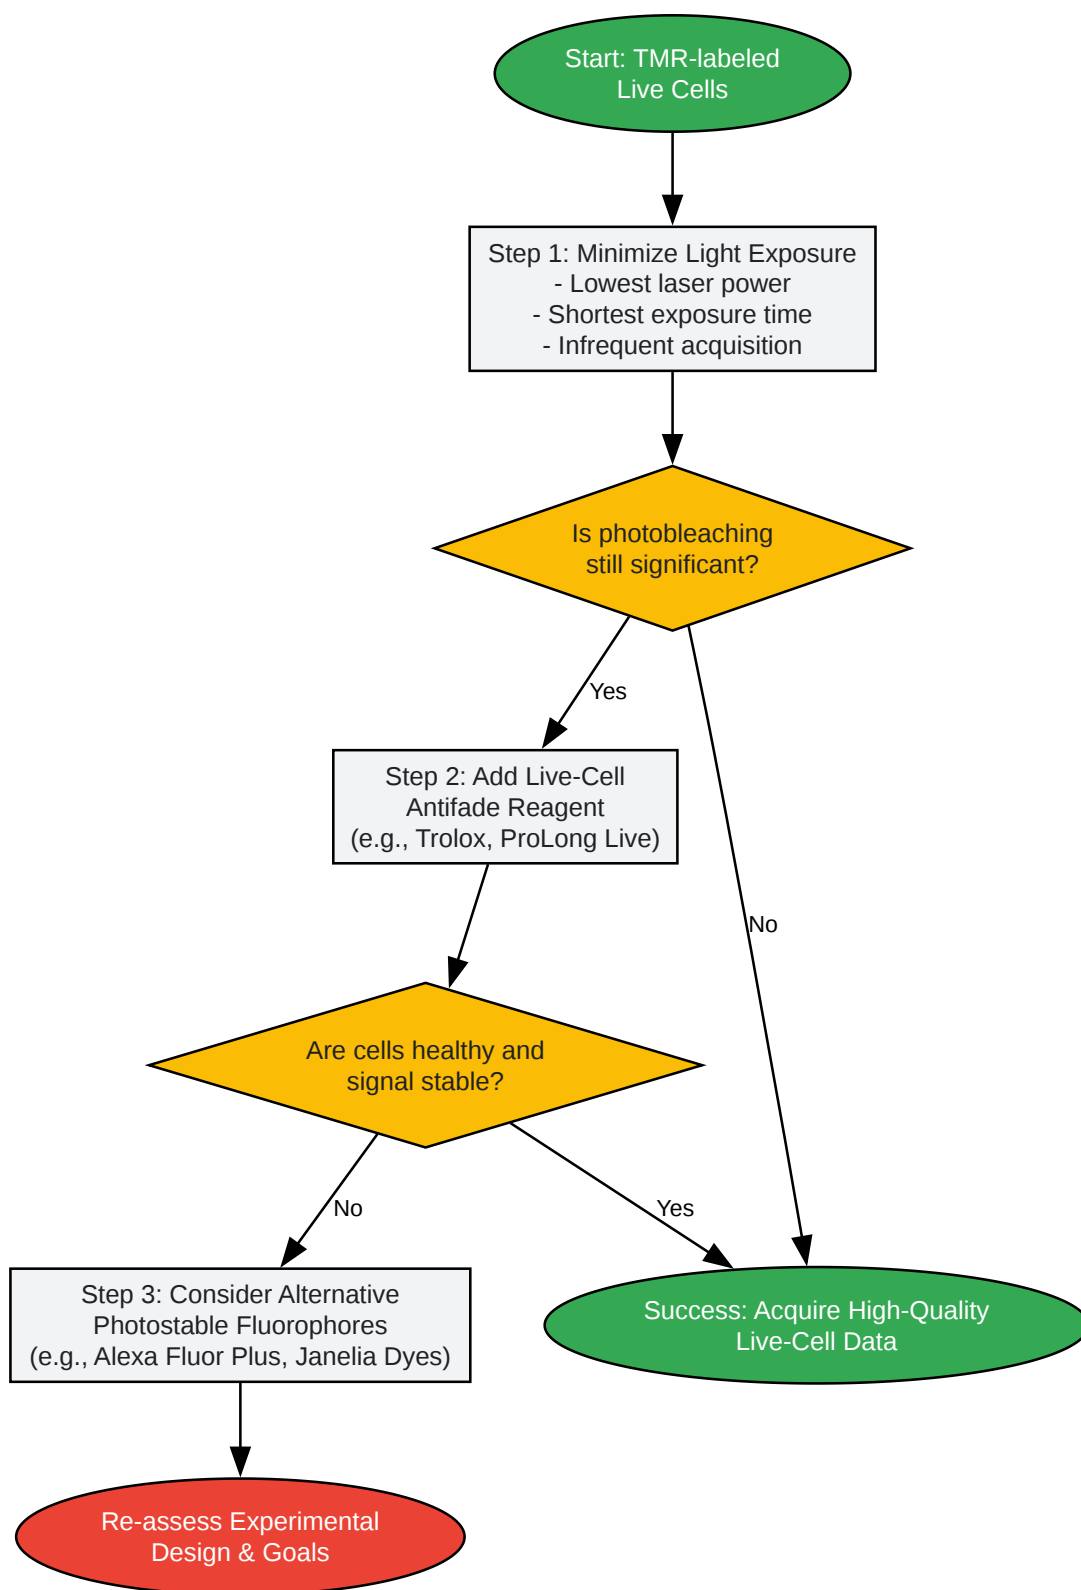 Start: TMR-labeled
Live Cells
Step 1: Minimize Light Exposure
- Lowest laser power
- Shortest exposure time
- Infrequent acquisition
Is photobleaching
still significant?
Yes
Step 2: Add Live-Cell
Antifade Reagent
(e.g., Trolox, ProLong Live)
No
Are cells healthy and
signal stable?
No
Yes
Step 3: Consider Alternative
Photostable Fluorophores
(e.g., Alexa Fluor Plus, Janelia Dyes)
Success: Acquire High-Quality
Live-Cell Data
Re-assess Experimental
Design & Goals